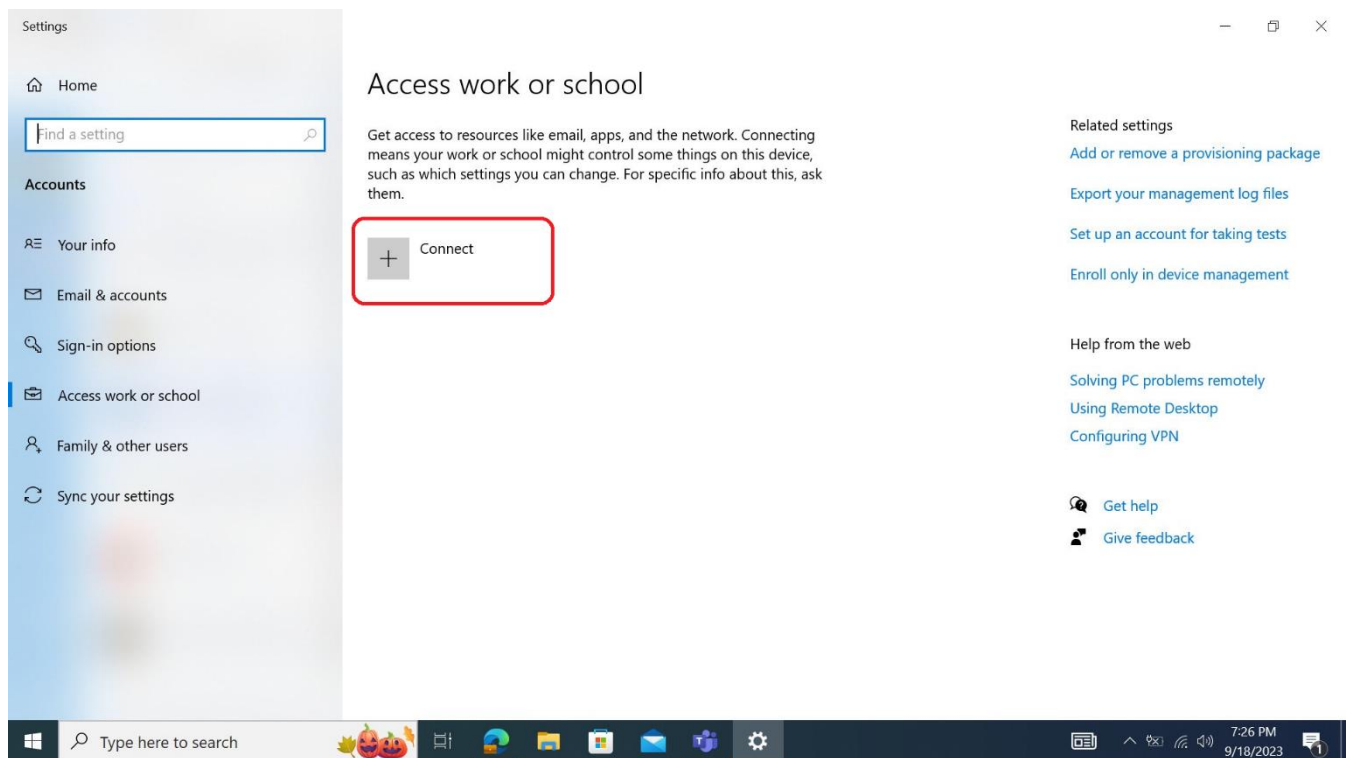 Settings
Home
Find a setting
Accounts
Your info
Email & accounts
Sign-in options
Access work or school
Family & other users
Sync your settings
Access work or school
Get access to resources like email, apps, and the network. Connecting
means your work or school might control some things on this device,
such as which settings you can change. For specific info about this, ask
them.
Connect
Related settings
Add or remove a provisioning package
Export your management log files
Set up an account for taking tests
Enroll only in device management
Help from the web
Solving PC problems remotely
Using Remote Desktop
Configuring VPN
Get help
Give feedback
Type here to search
7:26 PM
9/18/2023
1